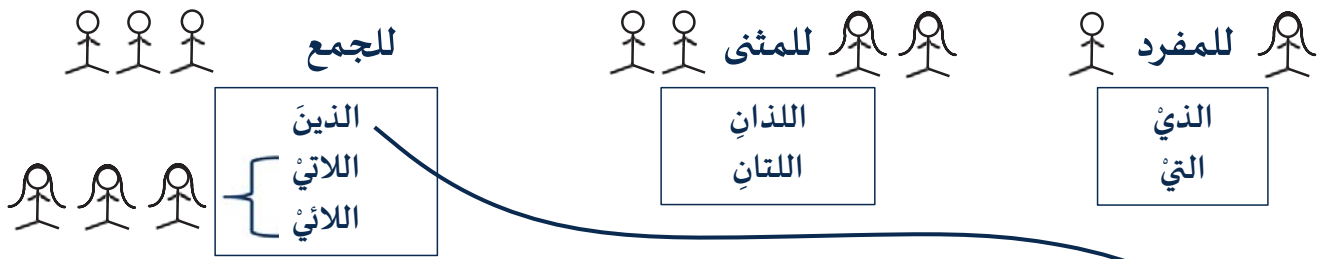 للمفرد
الذيْ
التيْ
للمثنى
اللذانِ
اللتانِ
للجمع
الذينَ
اللاتيْ
اللائيْ